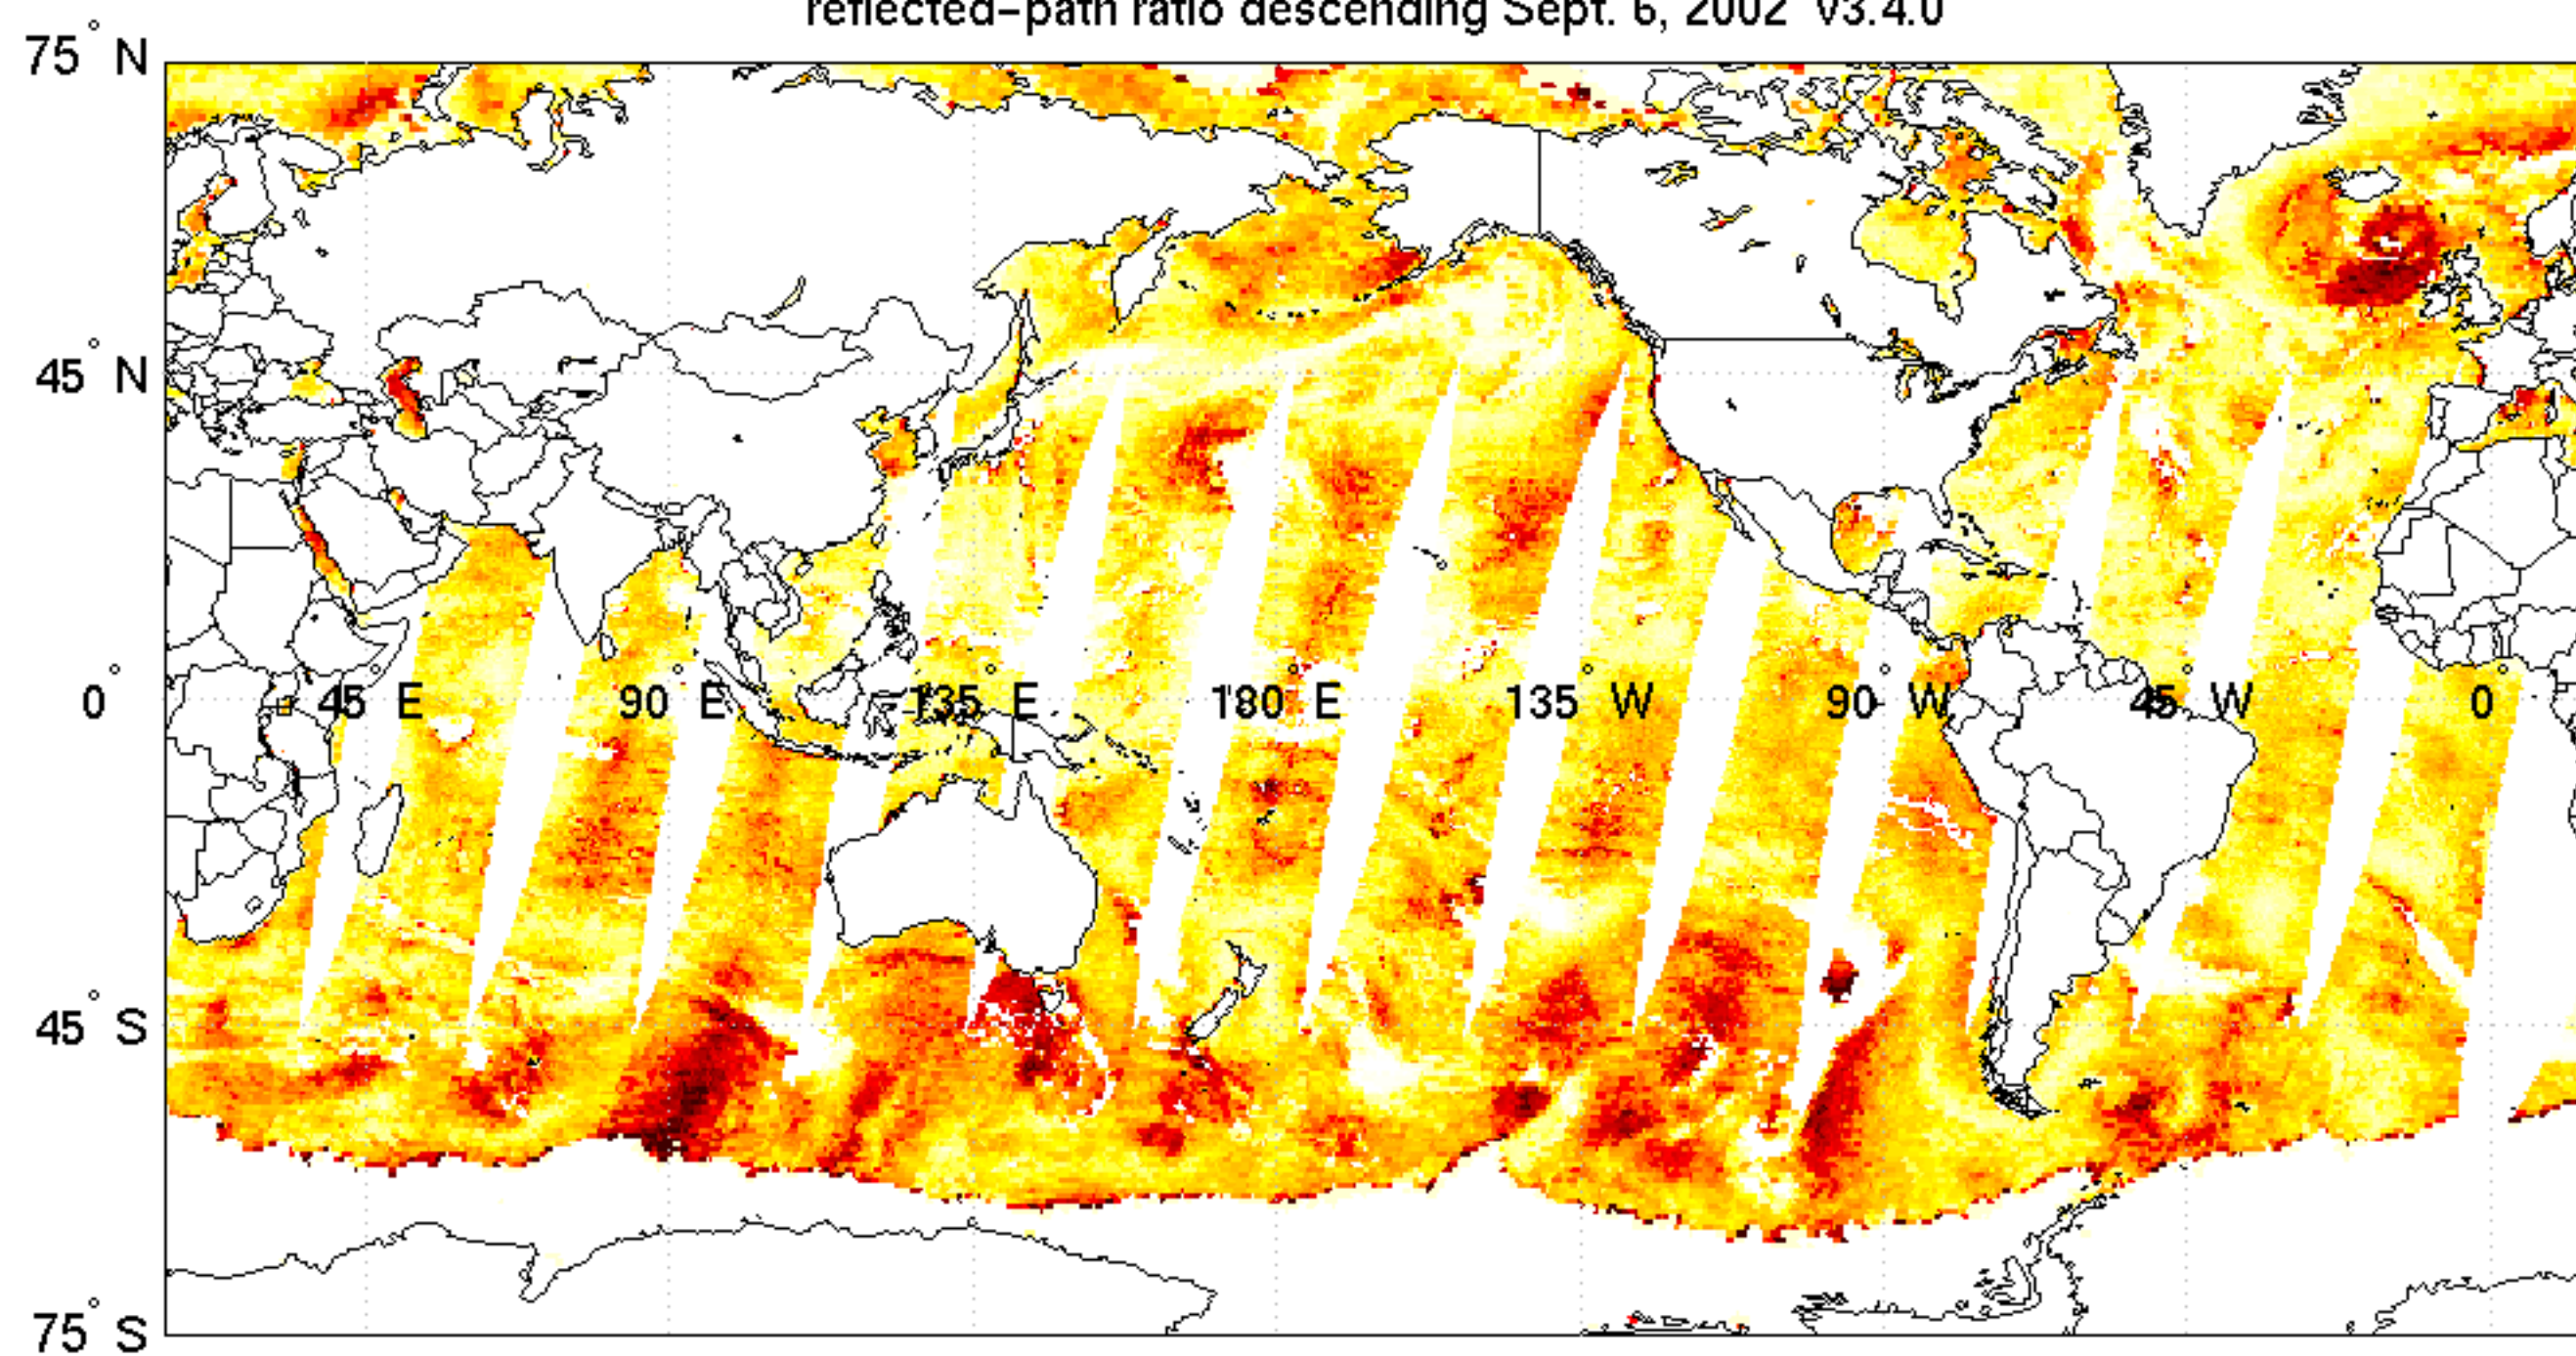 reflected-path ratio descending Sept. 6, 2002 v3.4.0
75° N
45° N
0° 45° E 90° E 135° E 180° E 135° W 90° W 45° W 0°
45° S
75° S